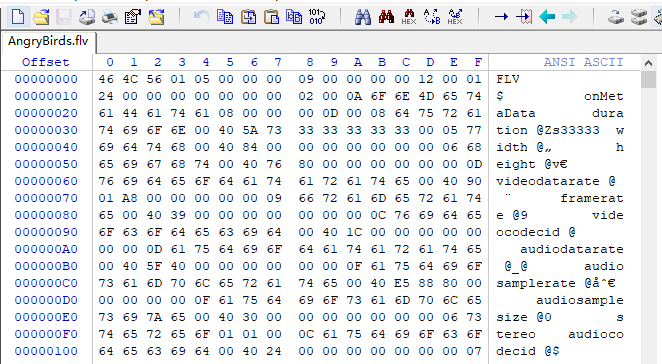 AngryBirds.flv
Offset 0 1 2 3 4 5 6 7 8 9 A B C D E F ANSI ASCII
00000000 46 4C 56 01 05 00 00 00 09 00 00 00 00 12 00 01 FLV
00000010 24 00 00 00 00 00 00 00 02 00 0A 6F 6E 4D 65 74 $ onMet
00000020 61 44 61 74 61 08 00 00 00 0D 00 08 64 75 72 61 aData dura
00000030 74 69 6F 6E 00 40 5A 73 33 33 33 33 33 00 05 77 tion @Zs33333 w
00000040 69 64 74 68 00 40 84 00 00 00 00 00 00 00 06 68 idth @„ h
00000050 65 69 67 68 74 00 40 76 80 00 00 00 00 00 00 0D eight @v€
00000060 76 69 64 65 6F 64 61 74 61 72 61 74 65 00 40 90 videodatarate @
00000070 01 A8 00 00 00 00 00 09 66 72 61 6D 65 72 61 74 ¨ framerat
00000080 65 00 40 39 00 00 00 00 00 00 00 0C 76 69 64 65 e @9 vide
00000090 6F 63 6F 64 65 63 69 64 00 40 1C 00 00 00 00 00 ocodecid @
000000A0 00 00 0D 61 75 64 69 6F 64 61 74 61 72 61 74 65 audiodatarate
000000B0 00 40 5F 40 00 00 00 00 00 00 0F 61 75 64 69 6F @_@ audio
000000C0 73 61 6D 70 6C 65 72 61 74 65 00 40 E5 88 80 00 samplerate @åˆ€
000000D0 00 00 00 00 0F 61 75 64 69 6F 73 61 6D 70 6C 65 audiosample
000000E0 73 69 7A 65 00 40 30 00 00 00 00 00 00 00 06 73 size @0 s
000000F0 74 65 72 65 6F 01 01 00 0C 61 75 64 69 6F 63 6F tereo audioco
00000100 64 65 63 69 64 00 40 24 00 00 00 00 00 00 00 07 decid @$